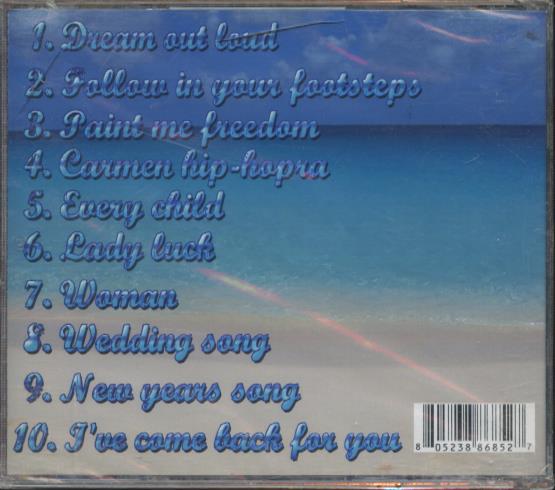 1. Dream out loud
2. Follow in your footsteps
3. Paint me freedom
4. Carmen hip-hopra
5. Every child
6. Lady luck
7. Woman
8. Wedding song
9. New years song
10. I've come back for you
8 05238 86852 7